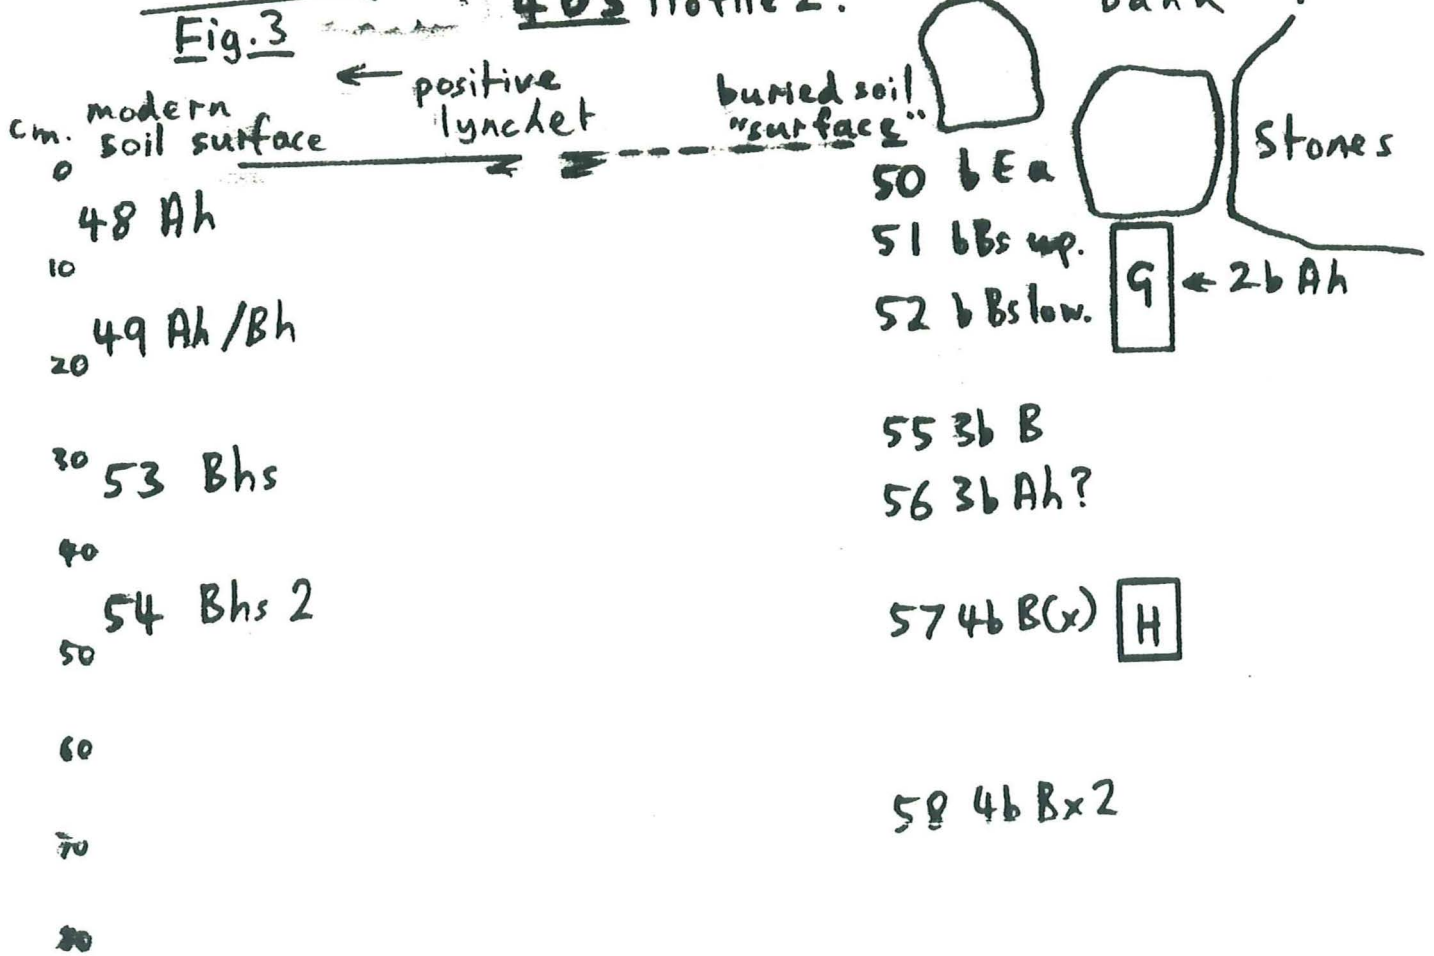 Fig. 3
bank
← positive
lynchet
buried soil
"surface"
cm. modern
soil surface
stones
0
50 bEa
48 Ah
51 bBs up.
10
G ← 2b Ah
52 bBs low.
49 Ah/Bh
20
55 3b B
30
53 Bhs
56 3b Ah?
40
54 Bhs 2
57 4b B(x) H
50
60
58 4b Bx2
70
80